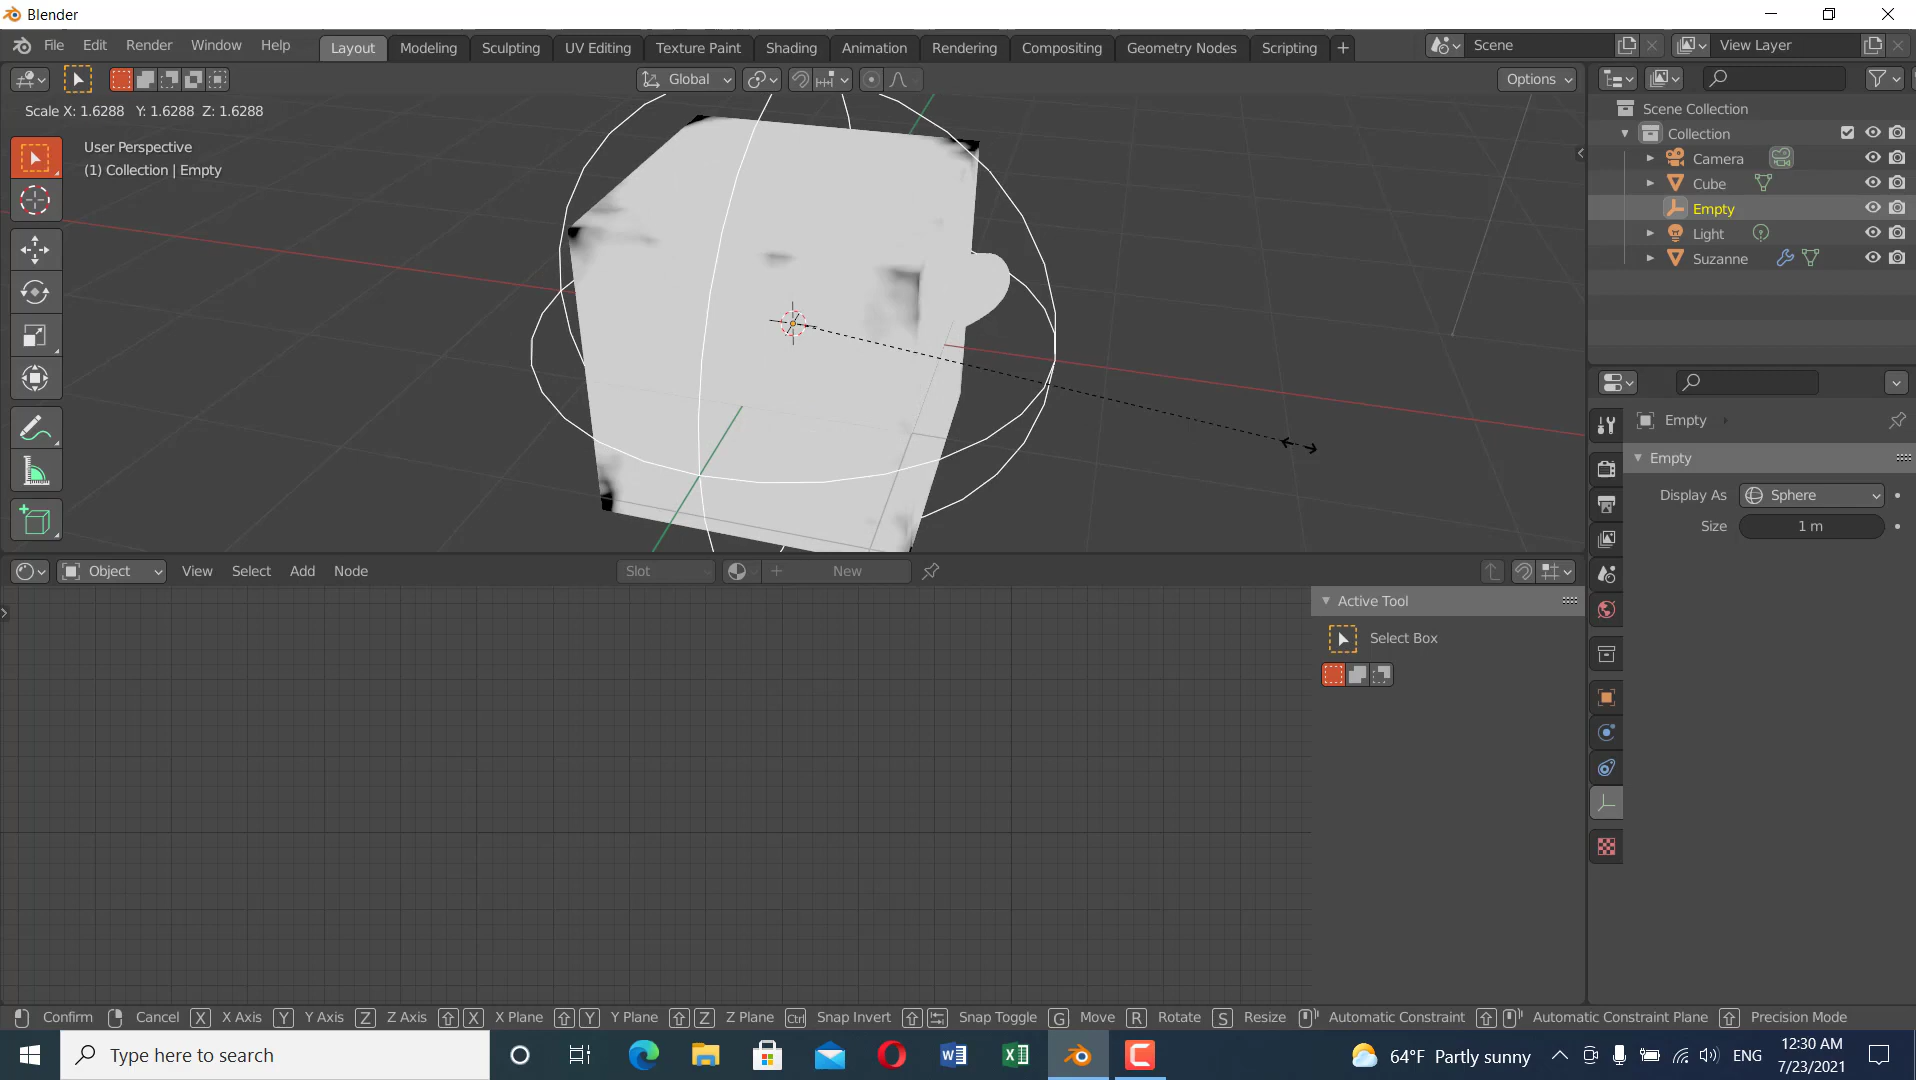 Blender
File Edit Render Window Help
Layout Modeling Sculpting UV Editing Texture Paint Shading Animation Rendering Compositing Geometry Nodes Scripting +
Scene
View Layer
Global
Options
Scale X: 1.6288 Y: 1.6288 Z: 1.6288
User Perspective
(1) Collection | Empty
Scene Collection
Collection
Camera
Cube
Empty
Light
Suzanne
Empty
Empty
Display As Sphere
Size 1 m
Object View Select Add Node
Slot
New
Active Tool
Select Box
Confirm Cancel X X Axis Y Y Axis Z Z Axis X X Plane Y Y Plane Z Z Plane Ctrl Snap Invert Snap Toggle G Move R Rotate S Resize Automatic Constraint Automatic Constraint Plane Precision Mode
Type here to search
64°F Partly sunny
ENG
12:30 AM
7/23/2021